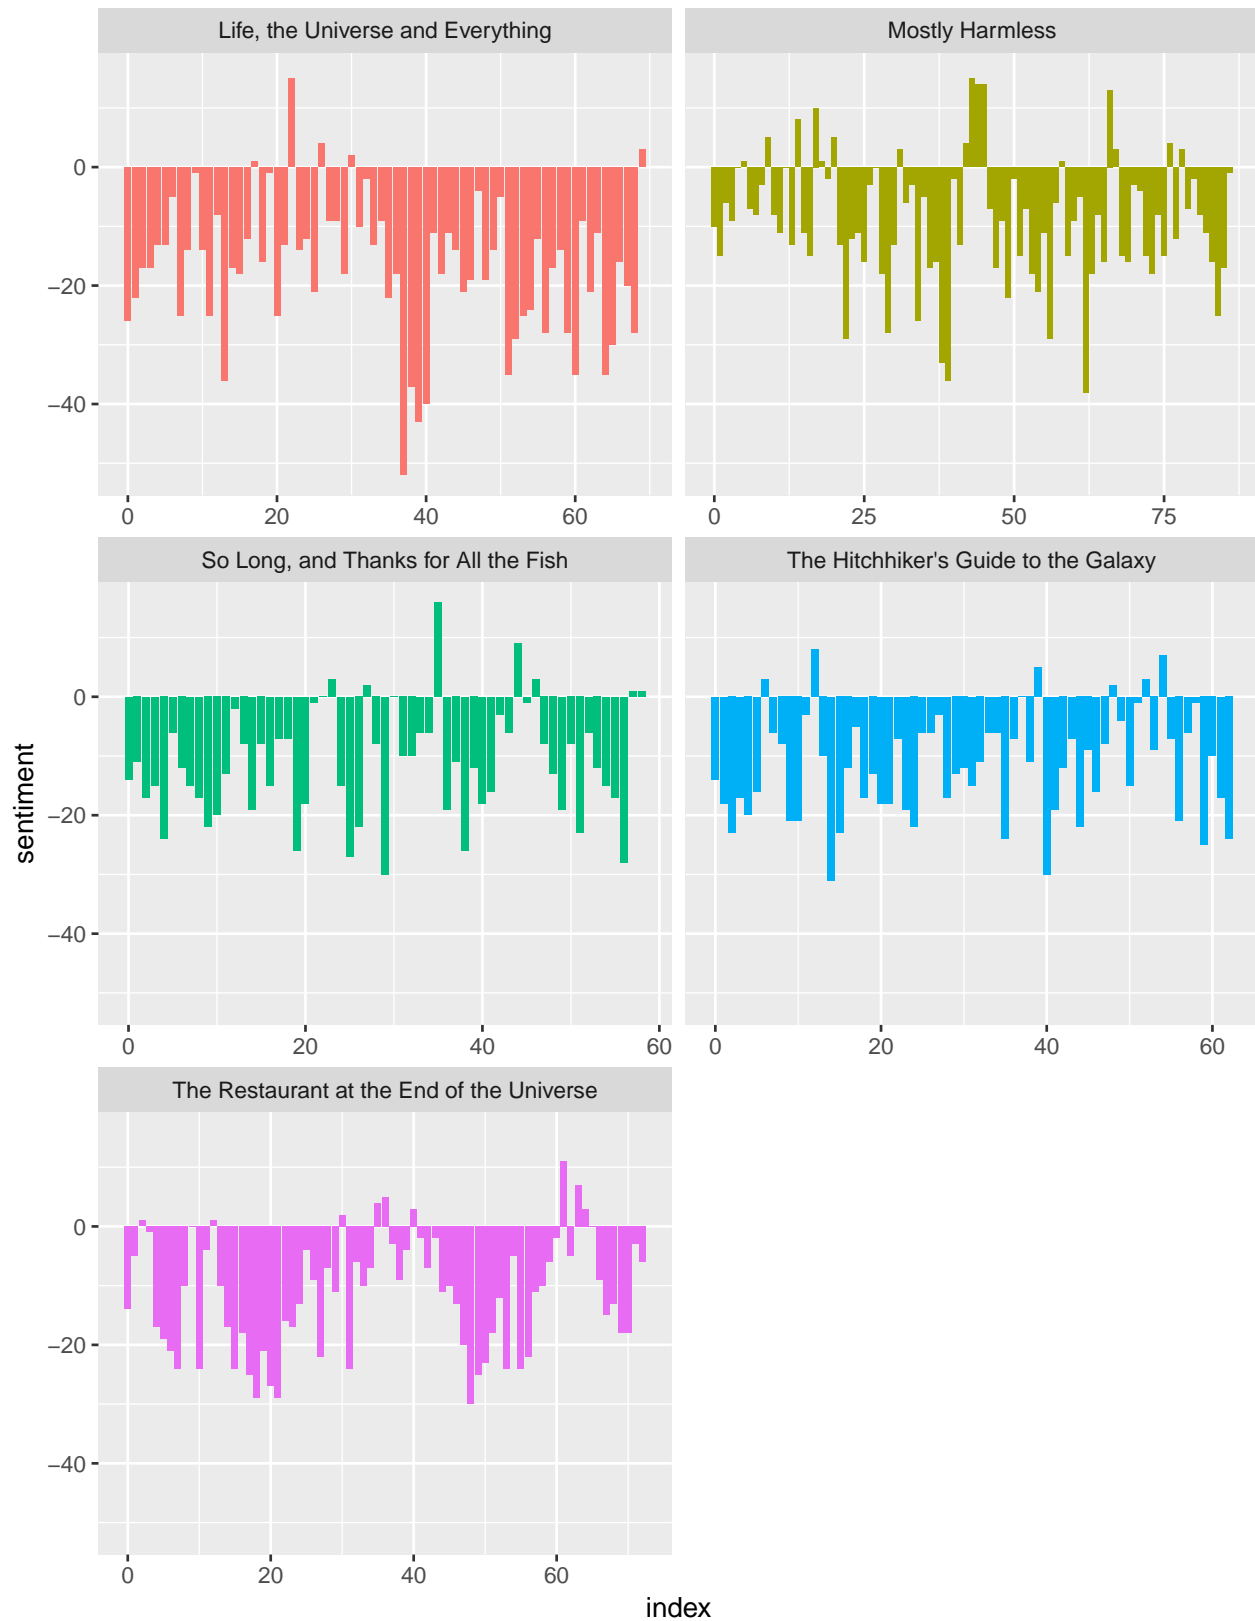 Life, the Universe and Everything
Mostly Harmless
0
−20
−40
0 20 40 60
0 25 50 75
So Long, and Thanks for All the Fish
The Hitchhiker's Guide to the Galaxy
0
−20
−40
0 20 40 60
0 20 40 60
sentiment
The Restaurant at the End of the Universe
0
−20
−40
0 20 40 60
index